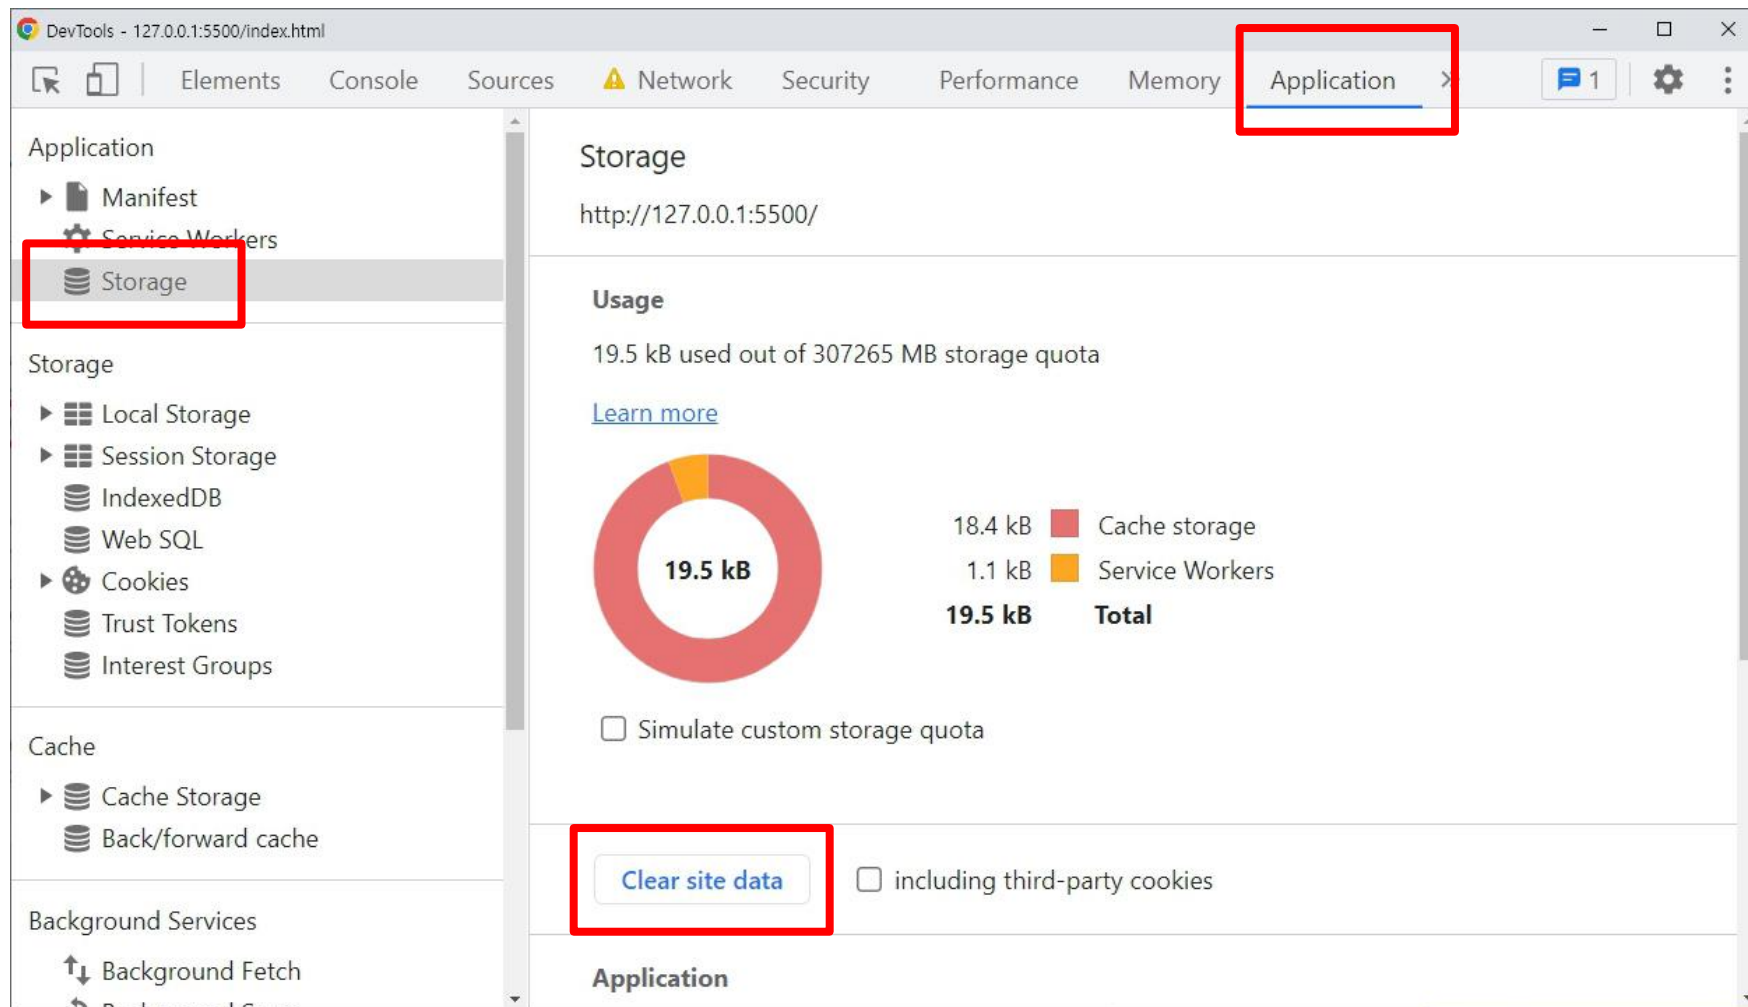 DevTools - 127.0.0.1:5500/index.html
Elements Console Sources Network Security Performance Memory Application 1
Application
Manifest
Service Workers
Storage
Storage
Local Storage
Session Storage
IndexedDB
Web SQL
Cookies
Trust Tokens
Interest Groups
Cache
Cache Storage
Back/forward cache
Background Services
Background Fetch
Storage
http://127.0.0.1:5500/
Usage
19.5 kB used out of 307265 MB storage quota
Learn more
19.5 kB
18.4 kB Cache storage
1.1 kB Service Workers
19.5 kB Total
Simulate custom storage quota
Clear site data including third-party cookies
Application